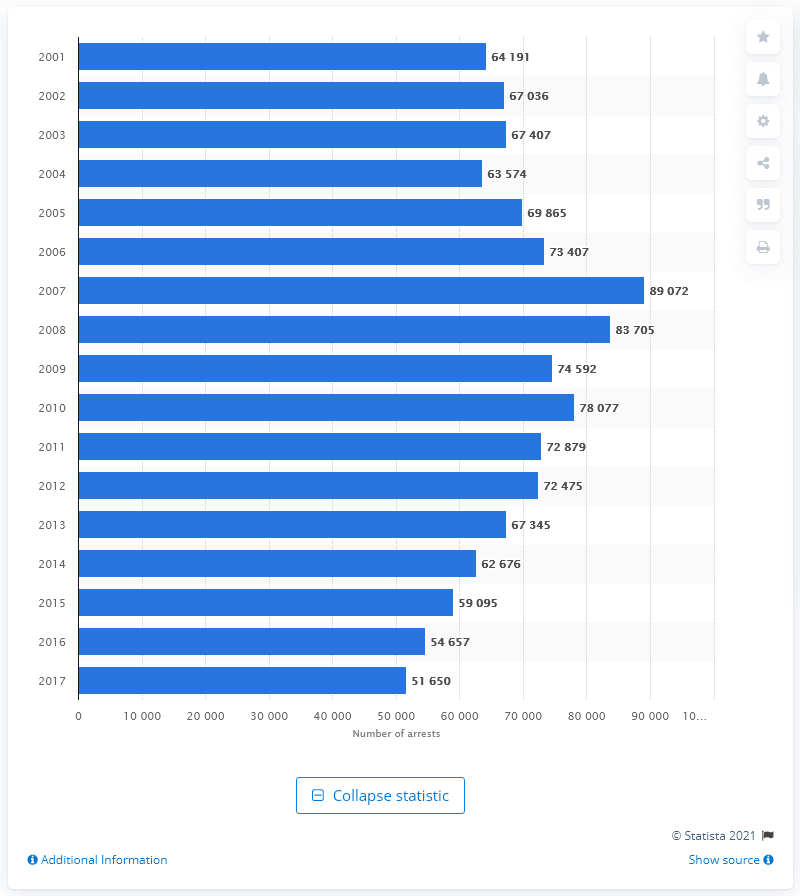 2001 64 191
2002 67 036
2003 67 407
2004 63 574
2005 69 865
2006 73 407
2007 89 072
2008 83 705
2009 74 592
2010 78 077
2011 72 879
2012 72 475
2013 67 345
2014 62 676
2015 59 095
2016 54 657
2017 51 650
0 10 000 20 000 30 000 40 000 50 000 60 000 70 000 80 000 90 000 10…
Number of arrests
Collapse statistic
© Statista 2021
Additional Information Show source